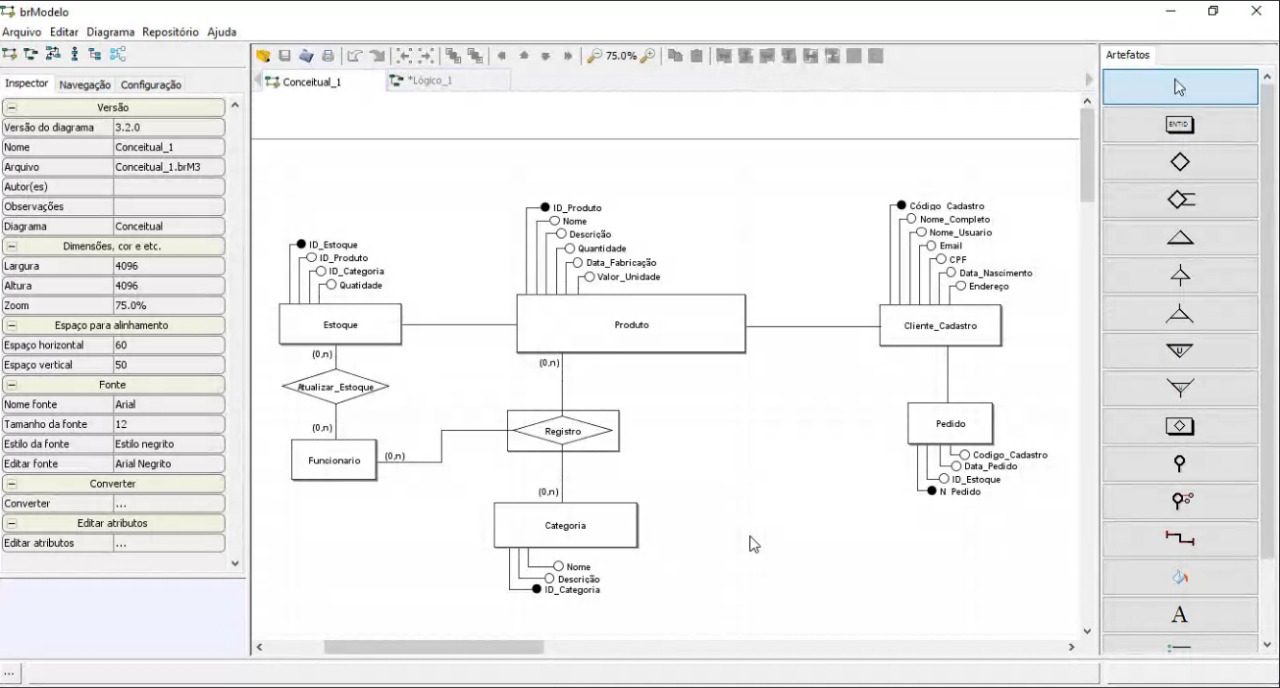 brModelo
Arquivo Editar Diagrama Repositório Ajuda
75.0%
Artefatos
Inspector Navegação Configuração
Conceitual_1 *Lógico_1
Versão
Versão do diagrama 3.2.0
Nome Conceitual_1
Arquivo Conceitual_1.brM3
Autor(es)
Observações
Diagrama Conceitual
Dimensões, cor e etc.
Largura 4096
Altura 4096
Zoom 75.0%
Espaço para alinhamento
Espaço horizontal 60
Espaço vertical 50
Fonte
Nome fonte Arial
Tamanho da fonte 12
Estilo da fonte Estilo negrito
Editar fonte Arial Negrito
Converter
Converter ...
Editar atributos
Editar atributos ...
ID_Estoque
ID_Produto
ID_Categoria
Quatidade
Estoque
(0,n)
Atualizar_Estoque
(0,n)
Funcionario
(0,n)
ID_Produto
Nome
Descrição
Quantidade
Data_Fabricação
Valor_Unidade
Produto
(0,n)
Registro
(0,n)
Categoria
Nome
Descrição
ID_Categoria
Código_Cadastro
Nome_Completo
Nome_Usuario
Email
CPF
Data_Nascimento
Endereço
Cliente_Cadastro
Pedido
Codigo_Cadastro
Data_Pedido
ID_Estoque
N_Pedido
ENTID
U
A
...